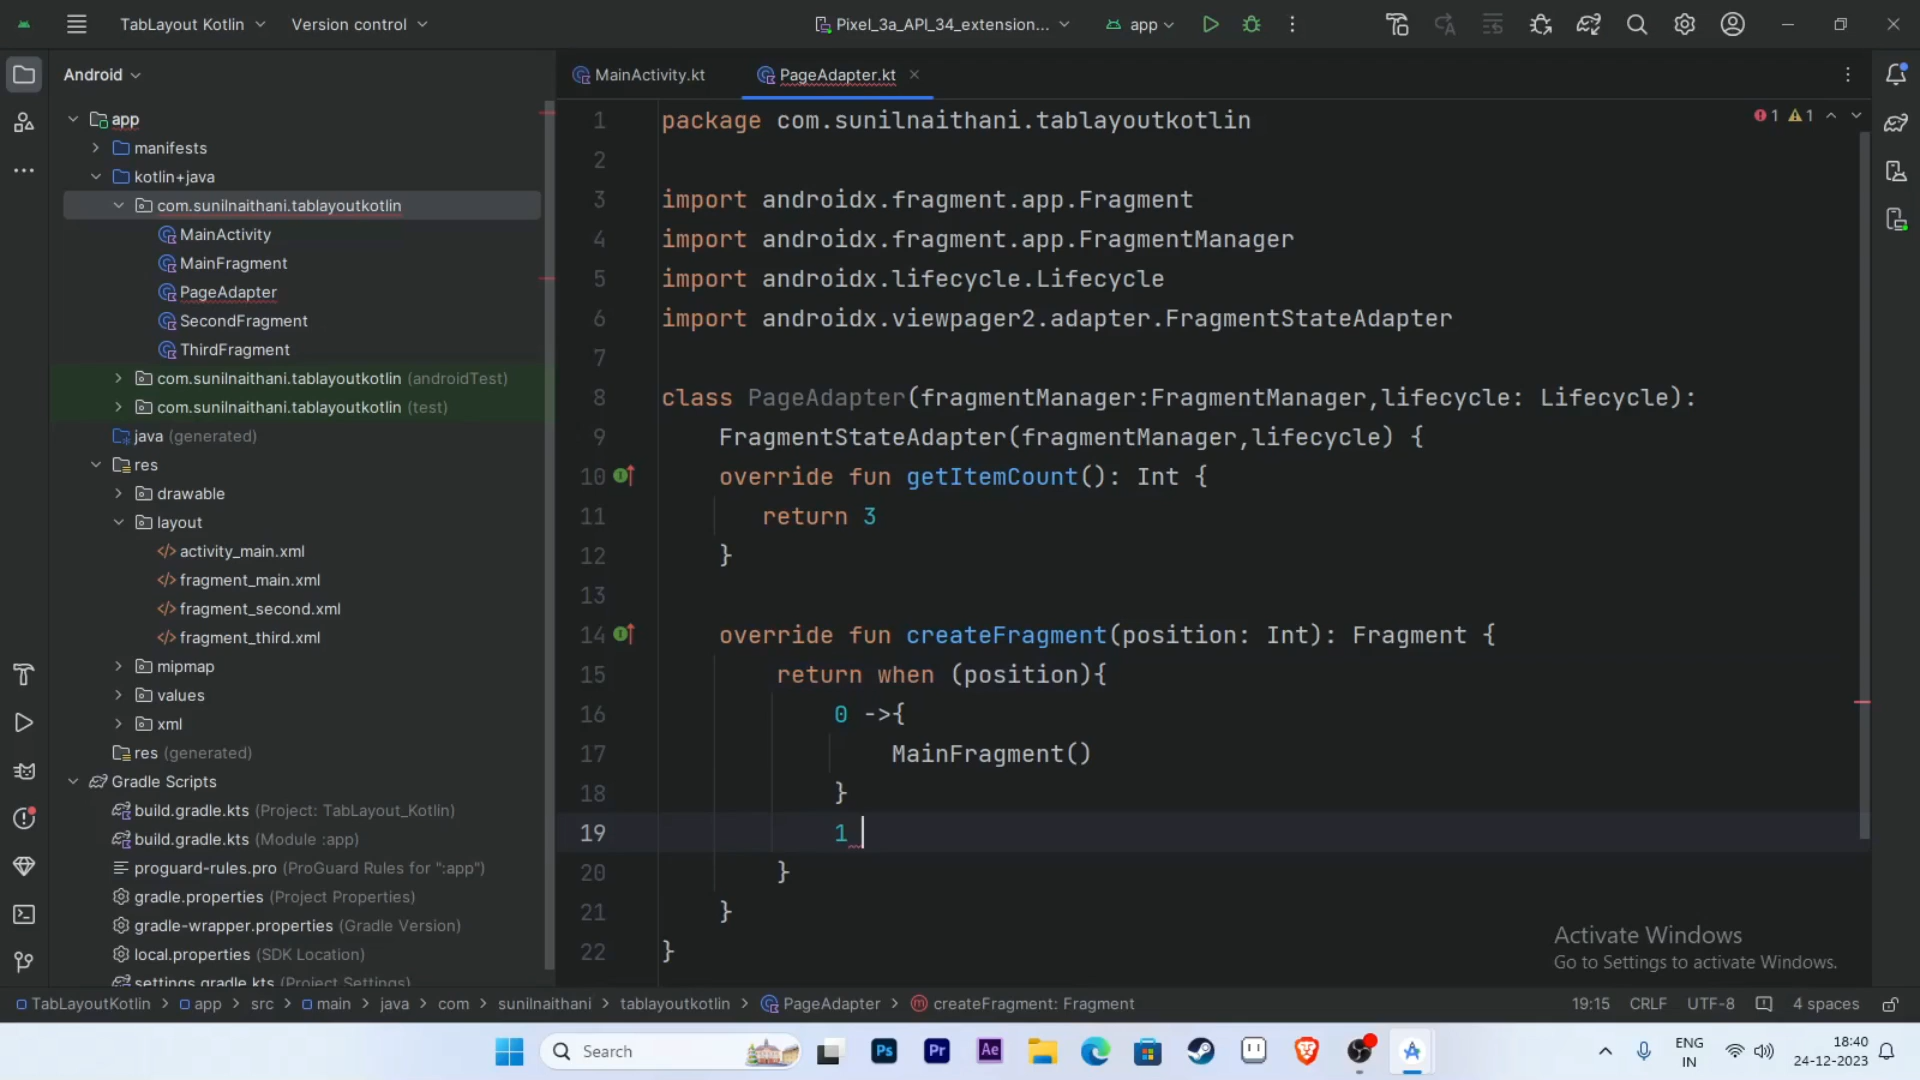 TabLayout Kotlin
Version control
Pixel_3a_API_34_extension...
app
Android
MainActivity.kt
PageAdapter.kt
app
manifests
kotlin+java
com.sunilnaithani.tablayoutkotlin
MainActivity
MainFragment
PageAdapter
SecondFragment
ThirdFragment
com.sunilnaithani.tablayoutkotlin (androidTest)
com.sunilnaithani.tablayoutkotlin (test)
java (generated)
res
drawable
layout
activity_main.xml
fragment_main.xml
fragment_second.xml
fragment_third.xml
mipmap
values
xml
res (generated)
Gradle Scripts
build.gradle.kts (Project: TabLayout_Kotlin)
build.gradle.kts (Module :app)
proguard-rules.pro (ProGuard Rules for ":app")
gradle.properties (Project Properties)
gradle-wrapper.properties (Gradle Version)
local.properties (SDK Location)
settings.gradle.kts (Project Settings)
1 1
1 package com.sunilnaithani.tablayoutkotlin
2
3 import androidx.fragment.app.Fragment
4 import androidx.fragment.app.FragmentManager
5 import androidx.lifecycle.Lifecycle
6 import androidx.viewpager2.adapter.FragmentStateAdapter
7
8 class PageAdapter(fragmentManager:FragmentManager,lifecycle: Lifecycle):
9 FragmentStateAdapter(fragmentManager,lifecycle) {
10 override fun getItemCount(): Int {
11 return 3
12 }
13
14 override fun createFragment(position: Int): Fragment {
15 return when (position){
16 0 ->{
17 MainFragment()
18 }
19 1
20 }
21 }
22 }
Activate Windows
Go to Settings to activate Windows.
TabLayoutKotlin > app > src > main > java > com > sunilnaithani > tablayoutkotlin > PageAdapter > createFragment: Fragment
19:15 CRLF UTF-8 4 spaces
Search
Ps
Pr
Ae
ENG
IN
18:40
24-12-2023